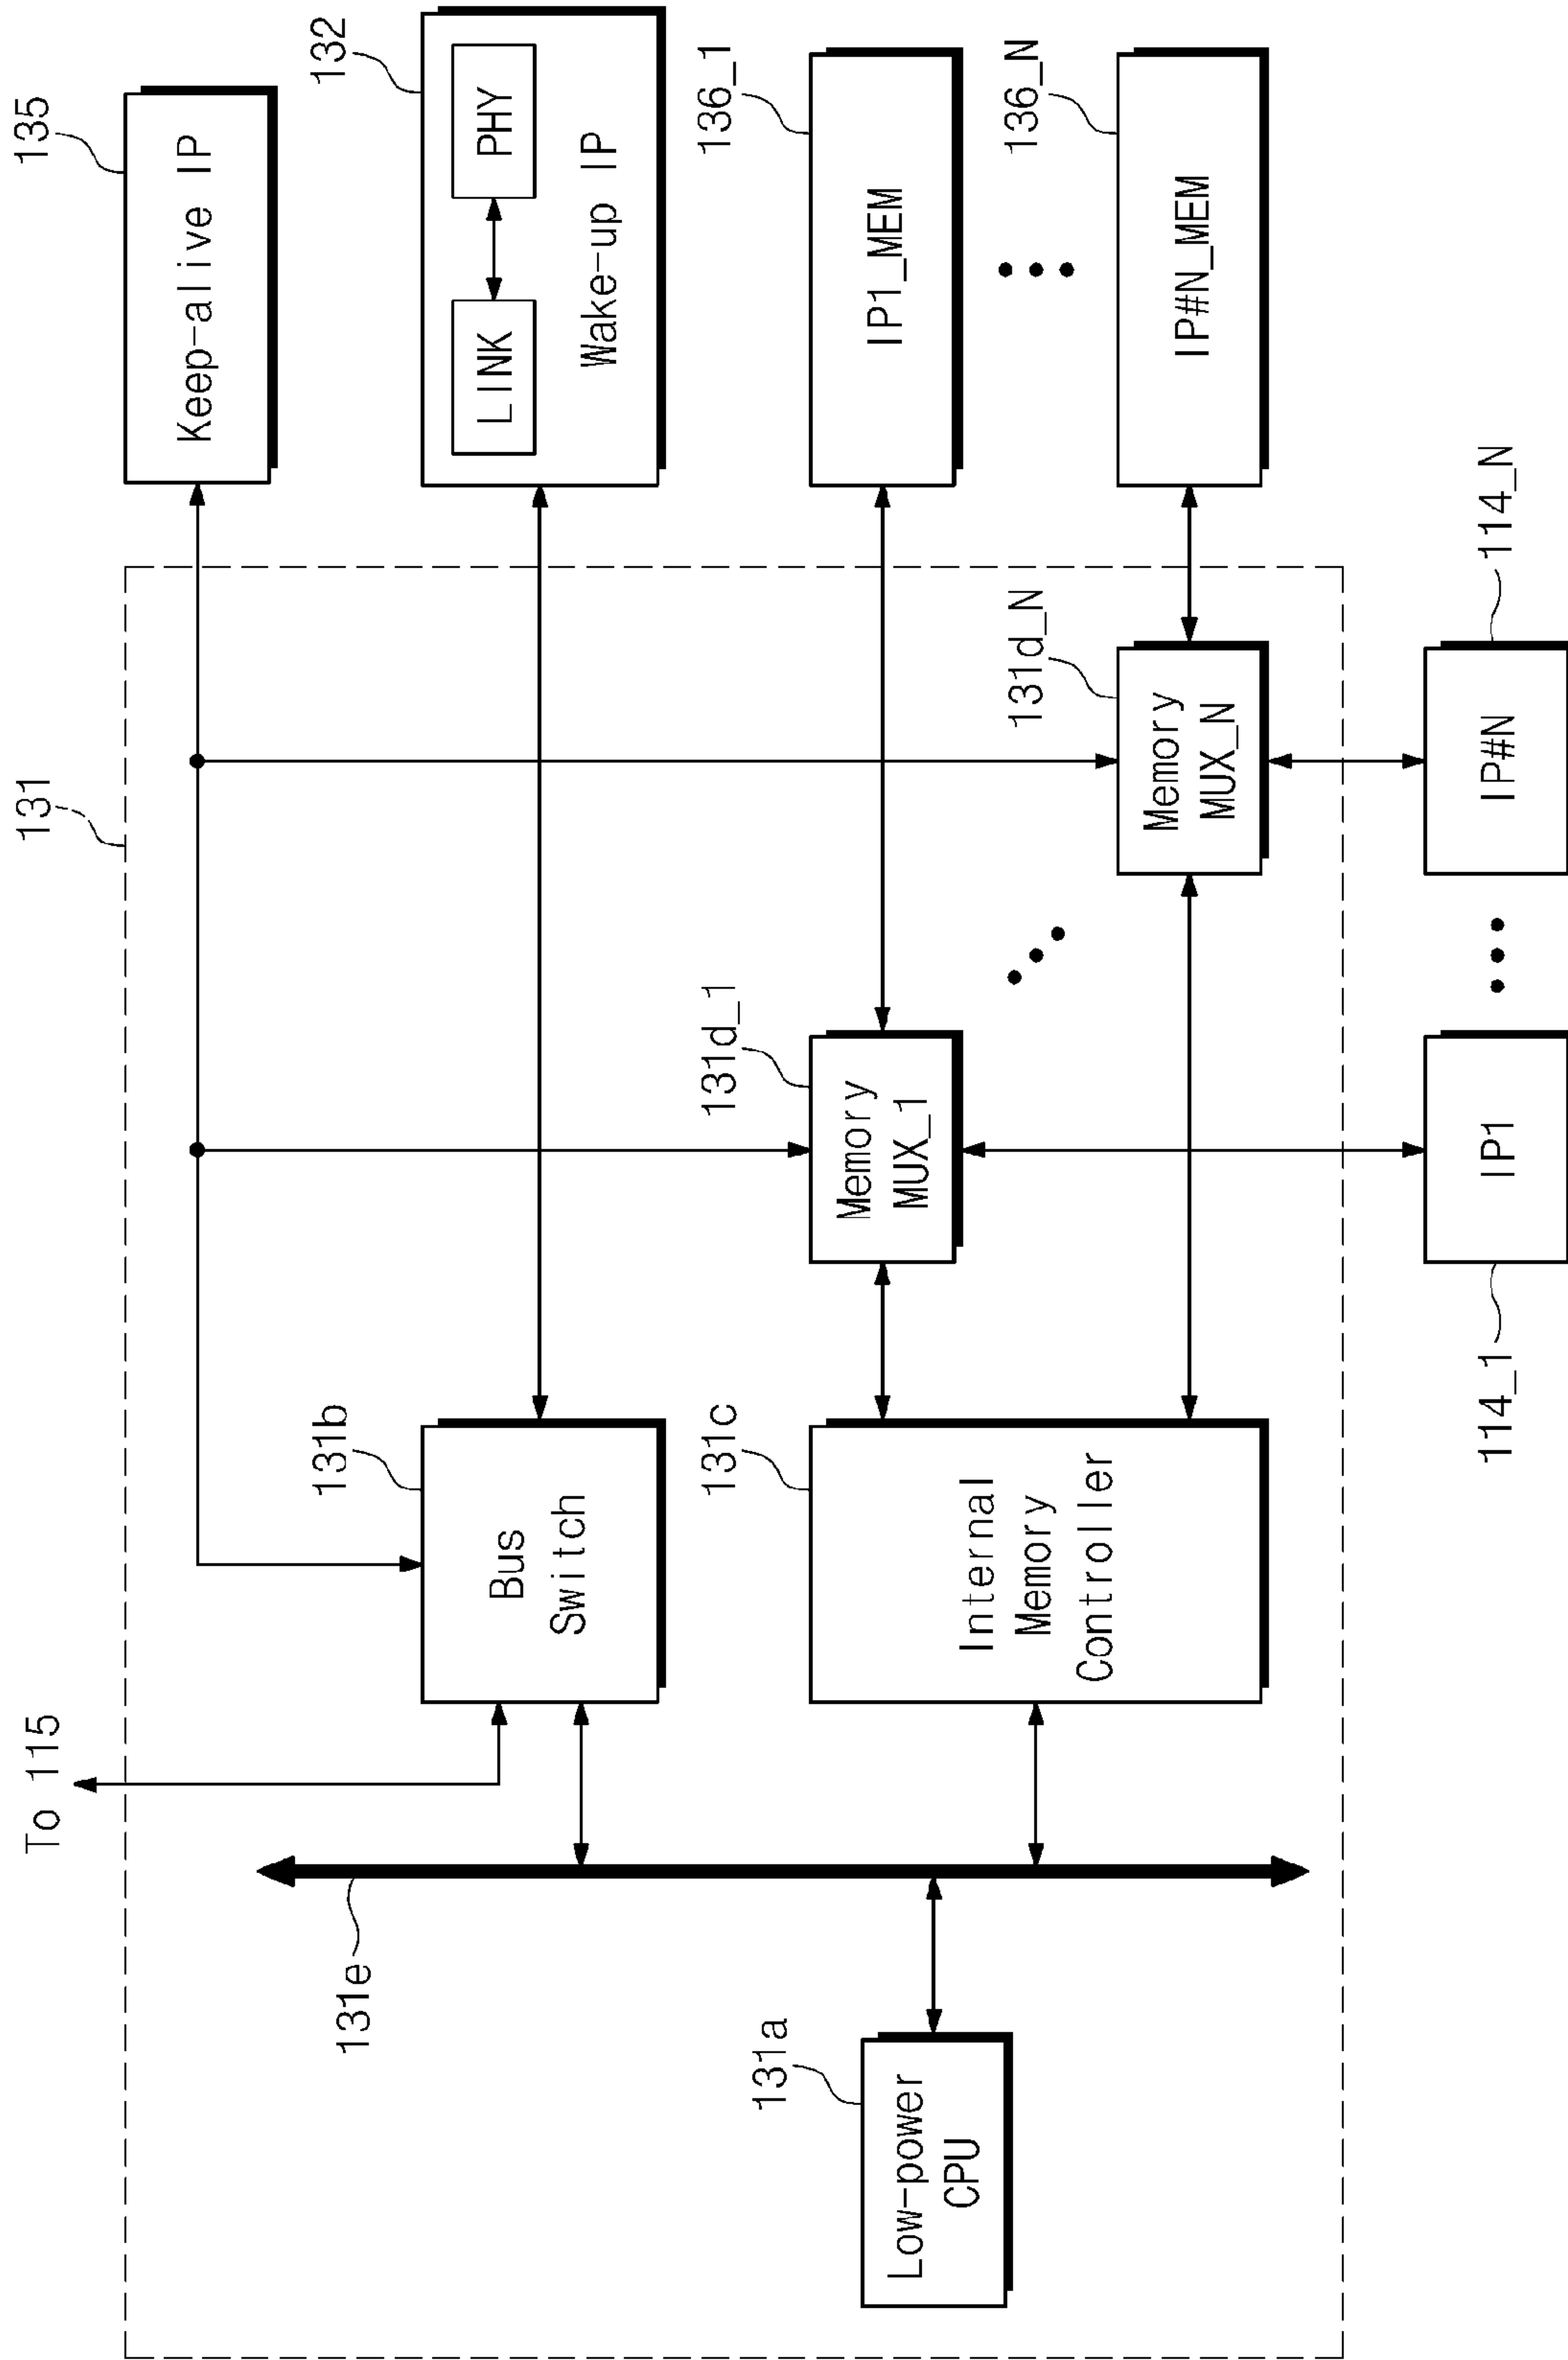 135
Keep-alive IP
132
PHY
LINK
Wake-up IP
136_1
IP1_MEM
136_N
IP#N_MEM
131
131d_N
Memory
MUX_N
114_N
IP#N
131d_1
Memory
MUX_1
IP1
114_1
131b
Bus
Switch
131c
Internal
Memory
Controller
To 115
131e
131a
Low-power
CPU